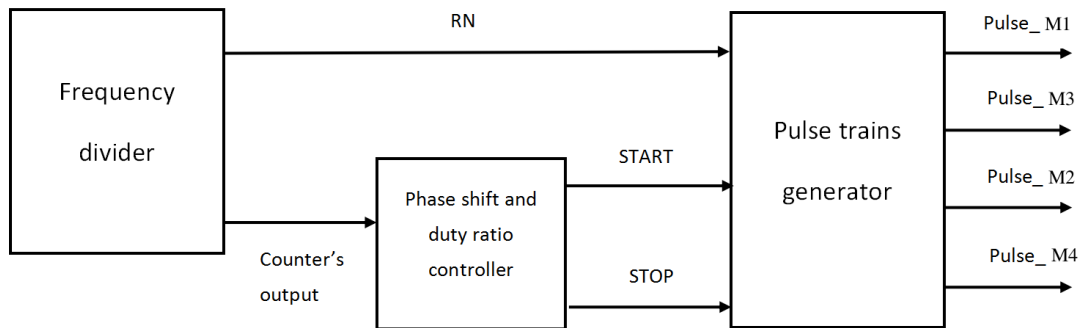 RN
Frequency
divider
Counter's
output
Phase shift and
duty ratio
controller
START
STOP
Pulse trains
generator
Pulse_ M1
Pulse_ M3
Pulse_ M2
Pulse_ M4